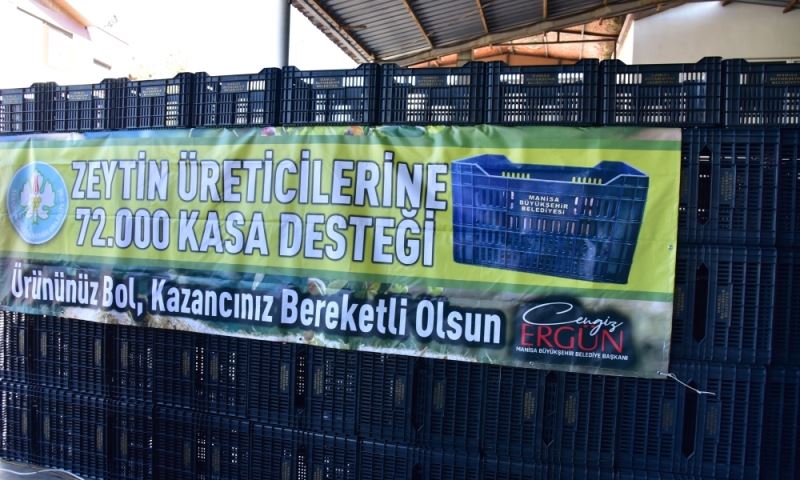 ZEYTİN ÜRETİCİLERİNE
72.000 KASA DESTEĞİ
MANİSA
BÜYÜKŞEHİR
BELEDİYESİ
Ürününüz Bol, Kazancınız Bereketli Olsun
Cengiz
ERGÜN
MANİSA BÜYÜKŞEHİR BELEDİYE BAŞKANI